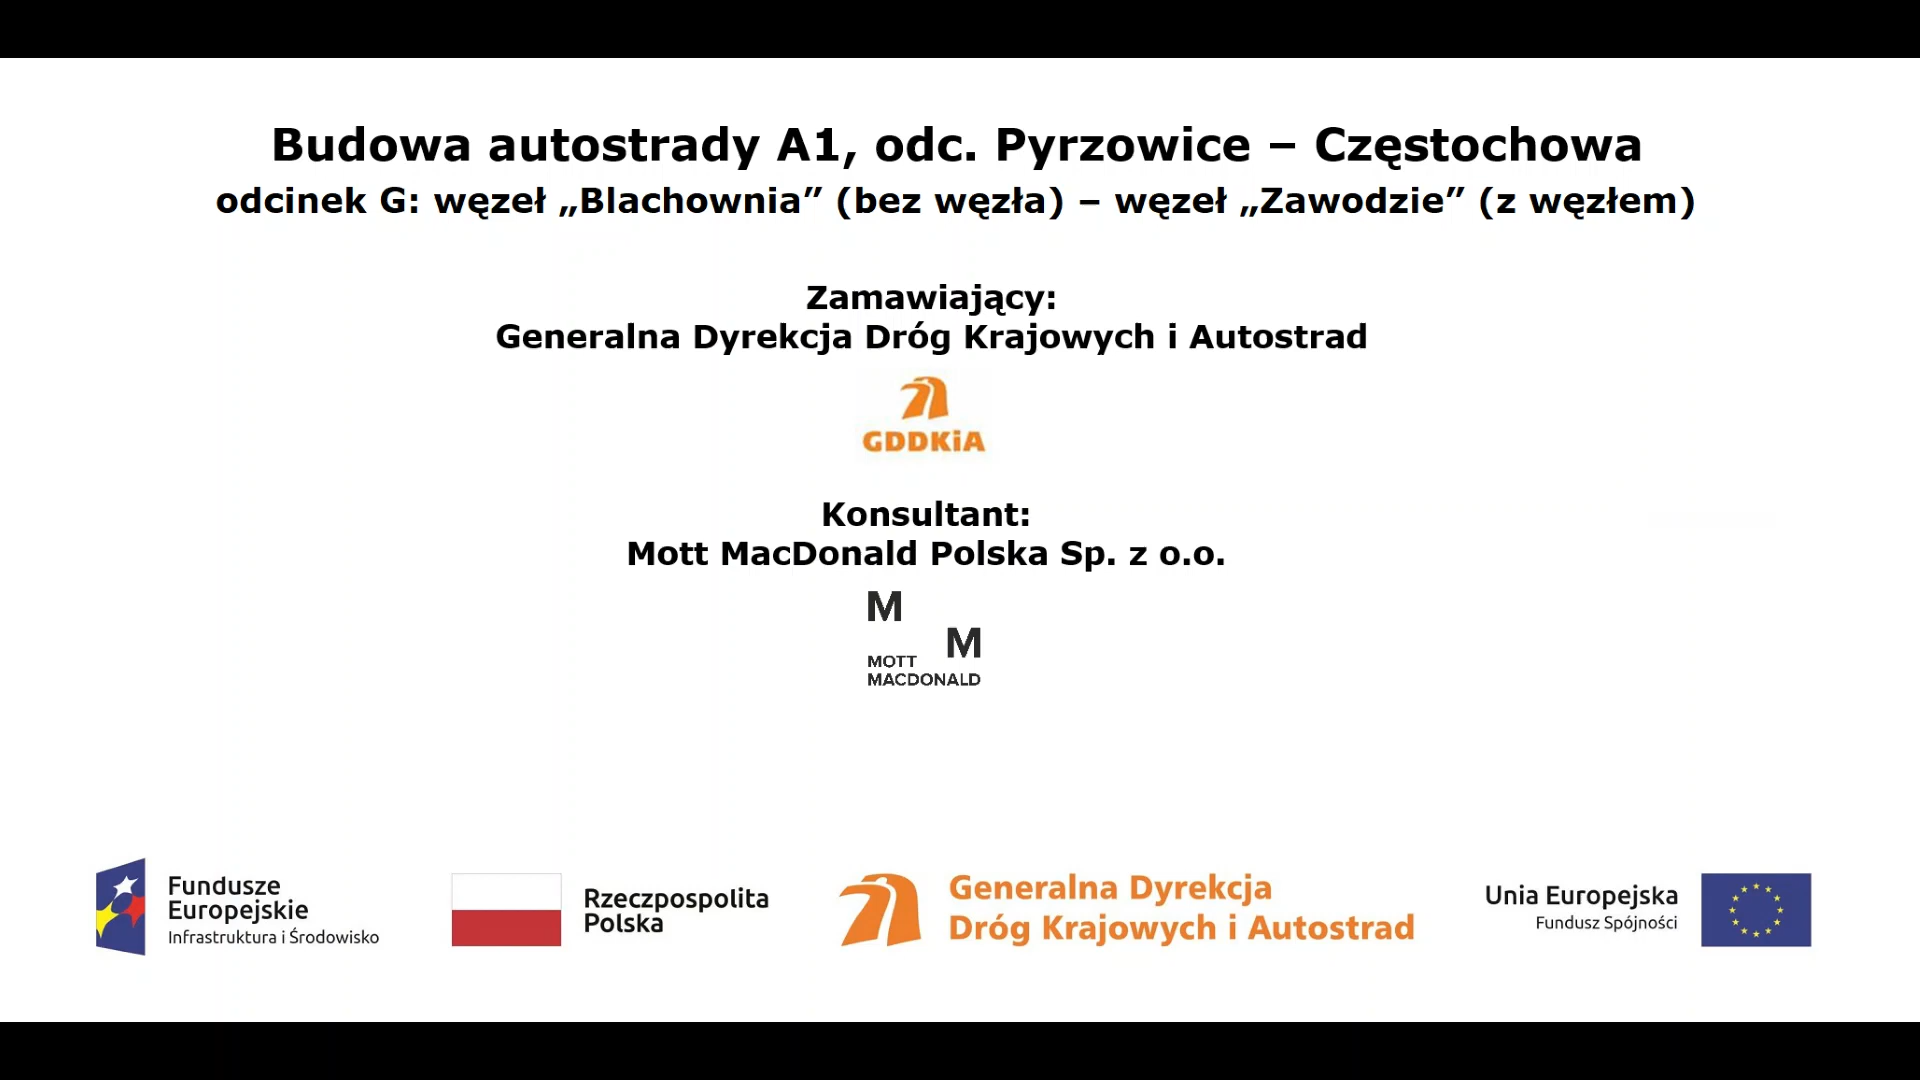 Budowa autostrady A1, odc. Pyrzowice – Częstochowa
odcinek G: węzeł „Blachownia” (bez węzła) – węzeł „Zawodzie” (z węzłem)
Zamawiający:
Generalna Dyrekcja Dróg Krajowych i Autostrad
GDDKiA
Konsultant:
Mott MacDonald Polska Sp. z o.o.
M
M
MOTT
MACDONALD
Fundusze
Europejskie
Infrastruktura i Środowisko
Rzeczpospolita
Polska
Generalna Dyrekcja
Dróg Krajowych i Autostrad
Unia Europejska
Fundusz Spójności